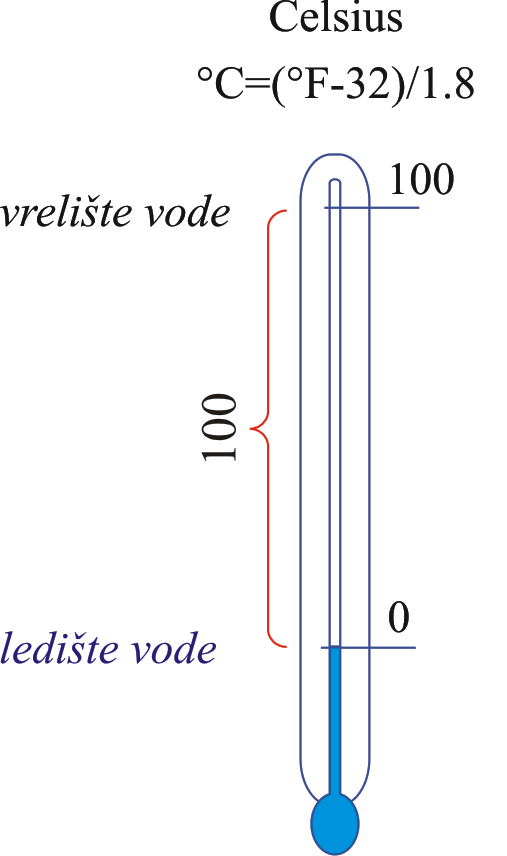 Celsius
°C=(°F-32)/1.8
100
vrelište vode
100
0
ledište vode